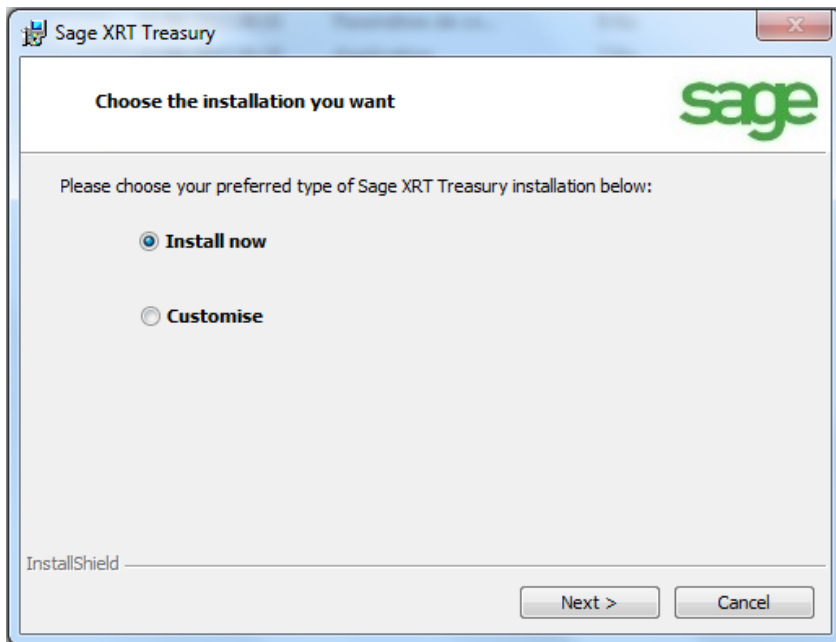 Sage XRT Treasury
Choose the installation you want
sage
Please choose your preferred type of Sage XRT Treasury installation below:
Install now
Customise
InstallShield
Next >
Cancel